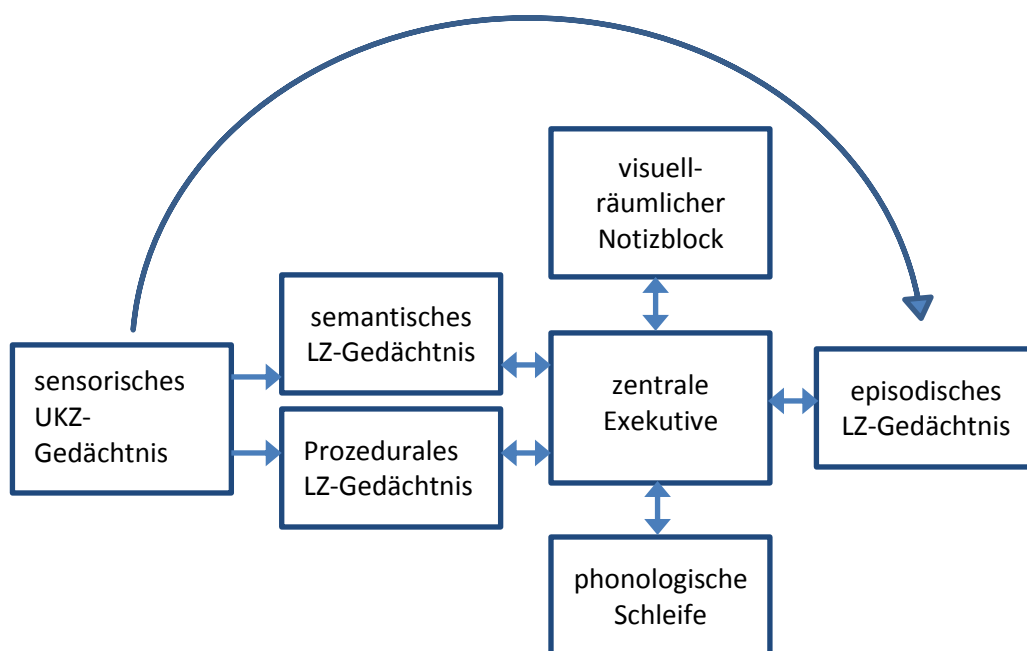 visuell-
räumlicher
Notizblock
semantisches
LZ-Gedächtnis
sensorisches
UKZ-
Gedächtnis
zentrale
Exekutive
episodisches
LZ-Gedächtnis
Prozedurales
LZ-Gedächtnis
phonologische
Schleife